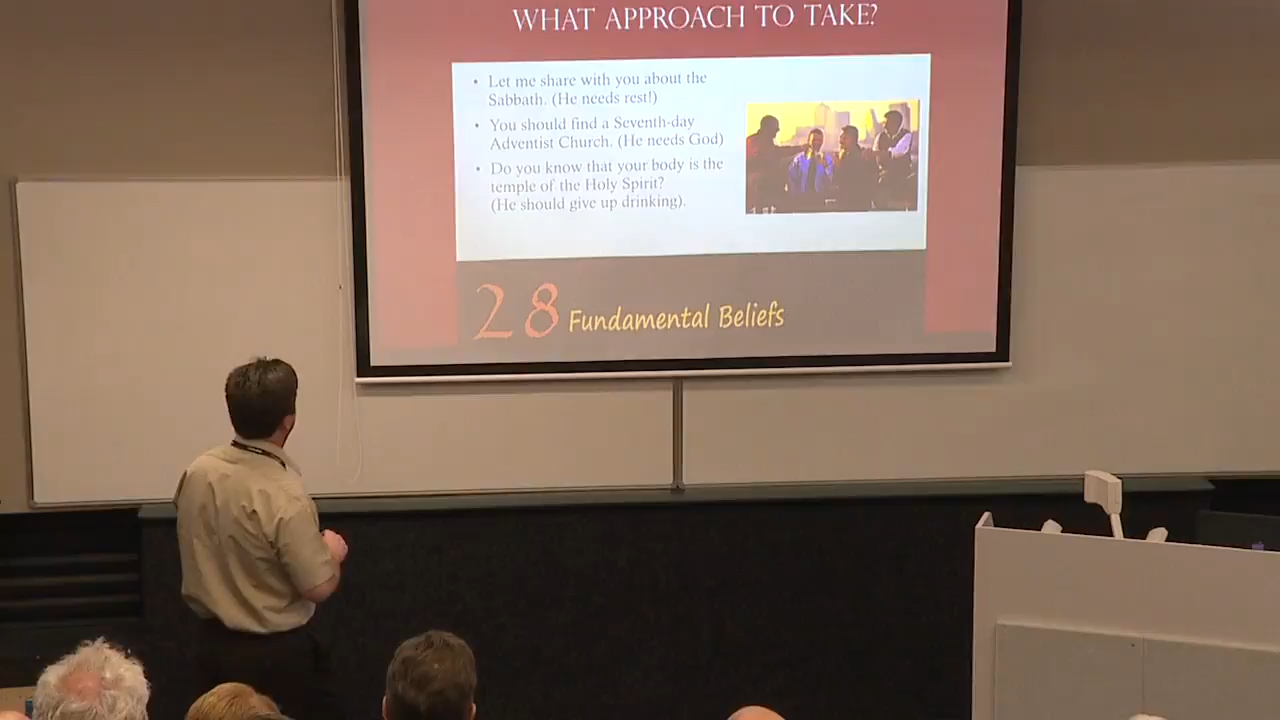 WHAT APPROACH TO TAKE?
• Let me share with you about the
Sabbath. (He needs rest!)
• You should find a Seventh-day
Adventist Church. (He needs God)
• Do you know that your body is the
temple of the Holy Spirit?
(He should give up drinking).
28 Fundamental Beliefs